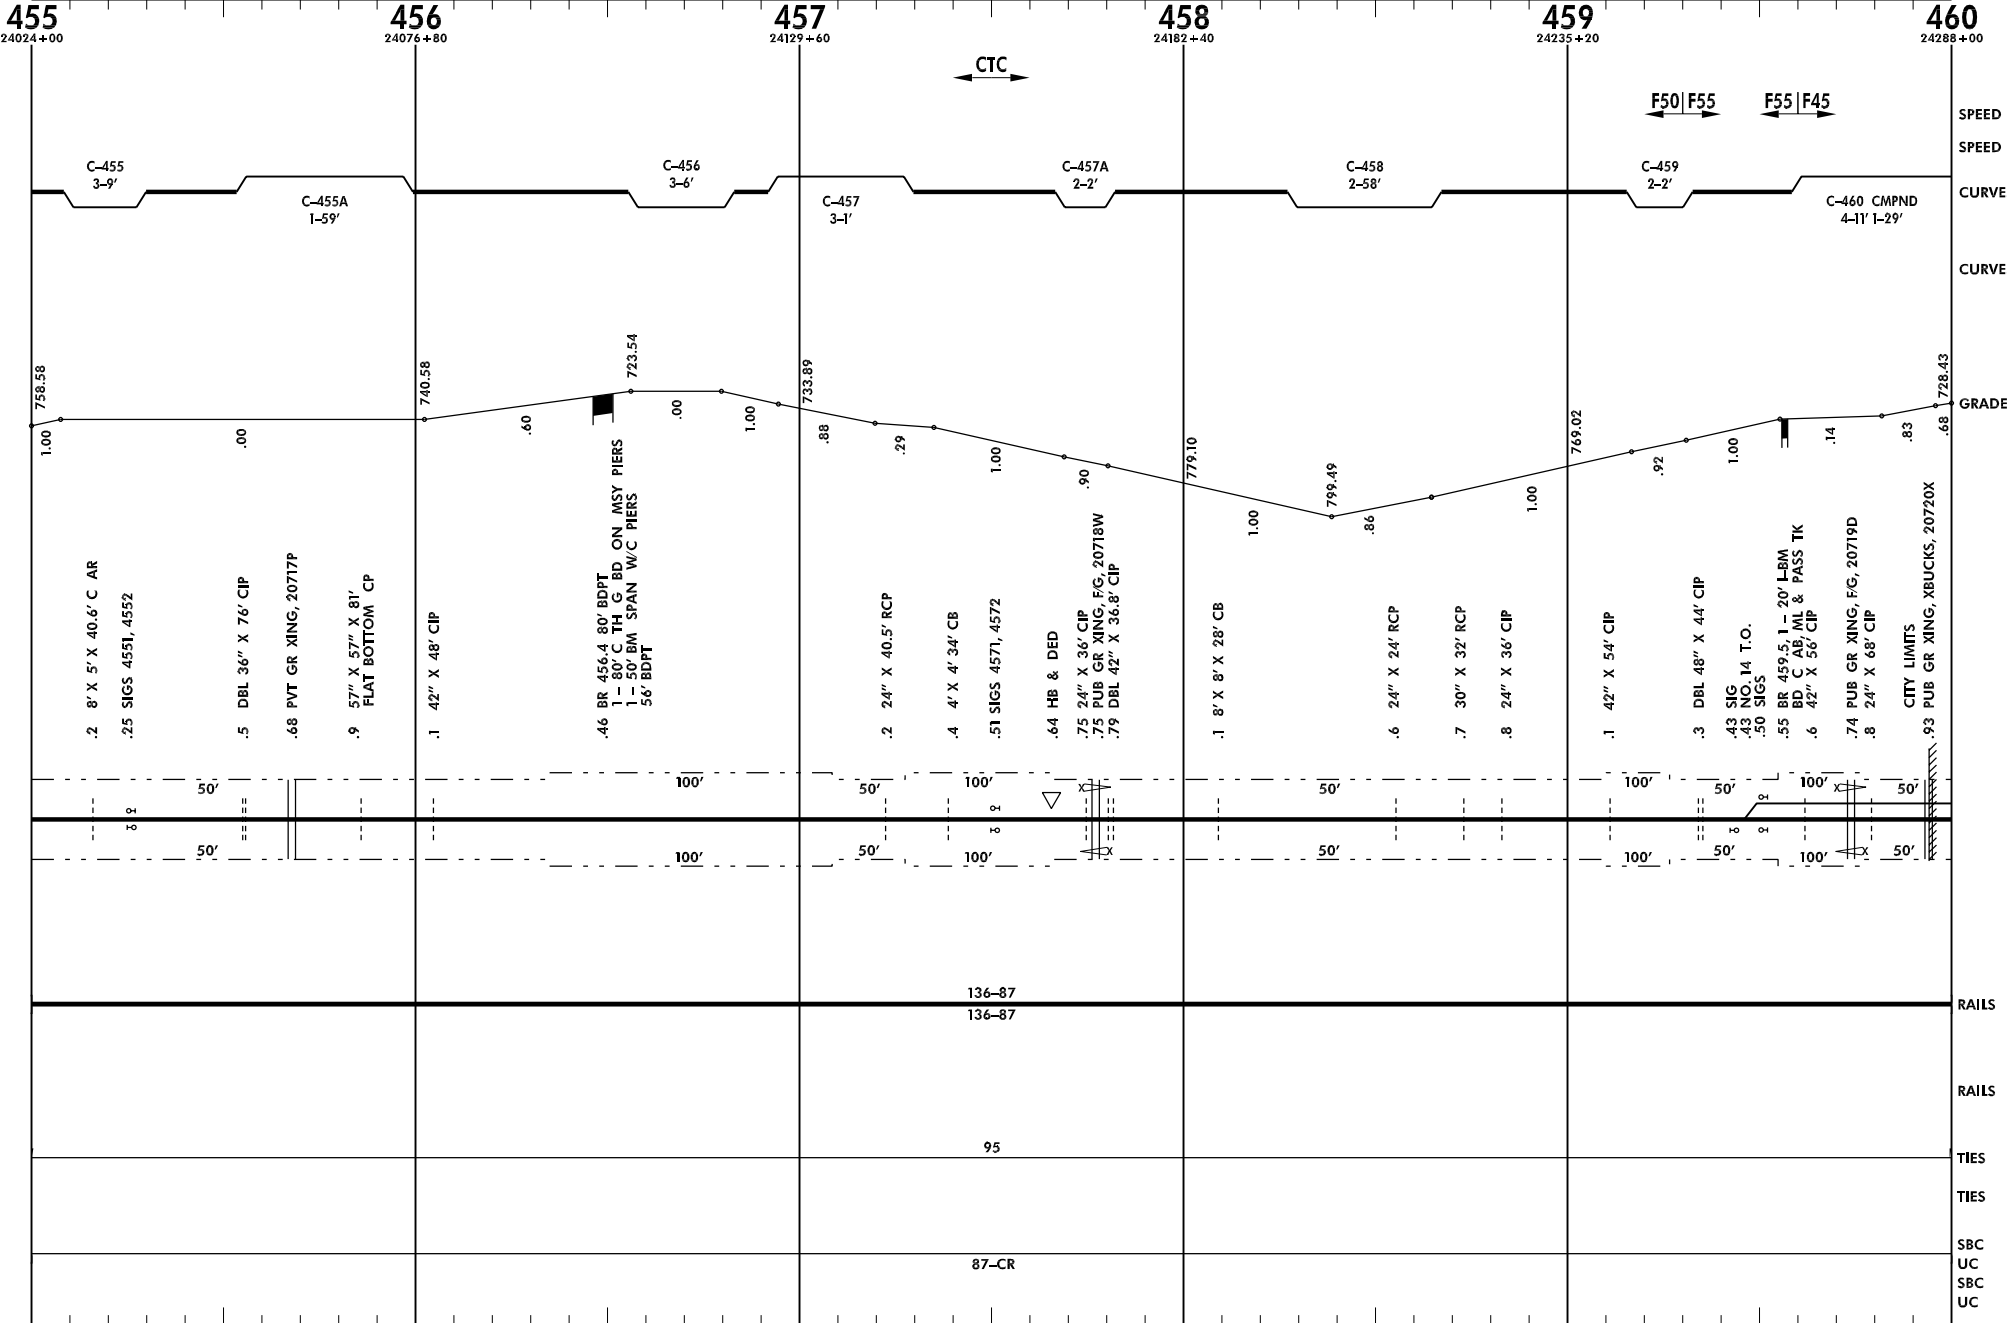 455 456 457 458 459 460
24024+00 24076+80 24129+60 24182+40 24235+20 24288+00
CTC
F50 F55 F55 F45
SPEED
SPEED
C–455
3–9′
C–455A
1–59′
C–456
3–6′
C–457
3–1′
C–457A
2–2′
C–458
2–58′
C–459
2–2′
C–460 CMPND
4–11′ 1–29′
CURVE
CURVE
758.58
740.58
723.54
733.89
779.10
799.49
769.02
728.43
GRADE
1.00
.00
.60
.00
1.00
.88
.29
1.00
.90
1.00
.86
1.00
.92
1.00
.14
.83
.68
.2 8′ X 5′ X 40.6′ C AR
.25 SIGS 4551, 4552
.5 DBL 36″ X 76′ CIP
.68 PVT GR XING, 20717P
.9 57″ X 57″ X 81′
FLAT BOTTOM CP
.1 42″ X 48′ CIP
.46 BR 456.4 80′ BDPT
1 – 80′ C TH G BD ON MSY PIERS
1 – 50′ BM SPAN W/C PIERS
56′ BDPT
.2 24″ X 40.5′ RCP
.4 4′ X 4′ 34′ CB
.51 SIGS 4571, 4572
.64 HB & DED
.75 24″ X 36′ CIP
.75 PUB GR XING, F/G, 20718W
.79 DBL 42″ X 36.8′ CIP
.1 8′ X 8′ X 28′ CB
.6 24″ X 24′ RCP
.7 30″ X 32′ RCP
.8 24″ X 36′ CIP
.1 42″ X 54′ CIP
.3 DBL 48″ X 44′ CIP
.43 SIG
.43 NO. 14 T.O.
.50 SIGS
.55 BR 459.5, 1 – 20′ I–BM
BD C AB, ML & PASS TK
.6 42″ X 56′ CIP
.74 PUB GR XING, F/G, 20719D
.8 24″ X 68′ CIP
CITY LIMITS
.93 PUB GR XING, XBUCKS, 20720X
50′ 100′ 50′ 100′ 50′ 100′ 50′ 100′ 50′
X X
X X
50′ 100′ 50′ 100′ 50′ 100′ 50′ 100′ 50′
136–87
RAILS
136–87
RAILS
95
TIES
TIES
SBC
87–CR
UC
SBC
UC